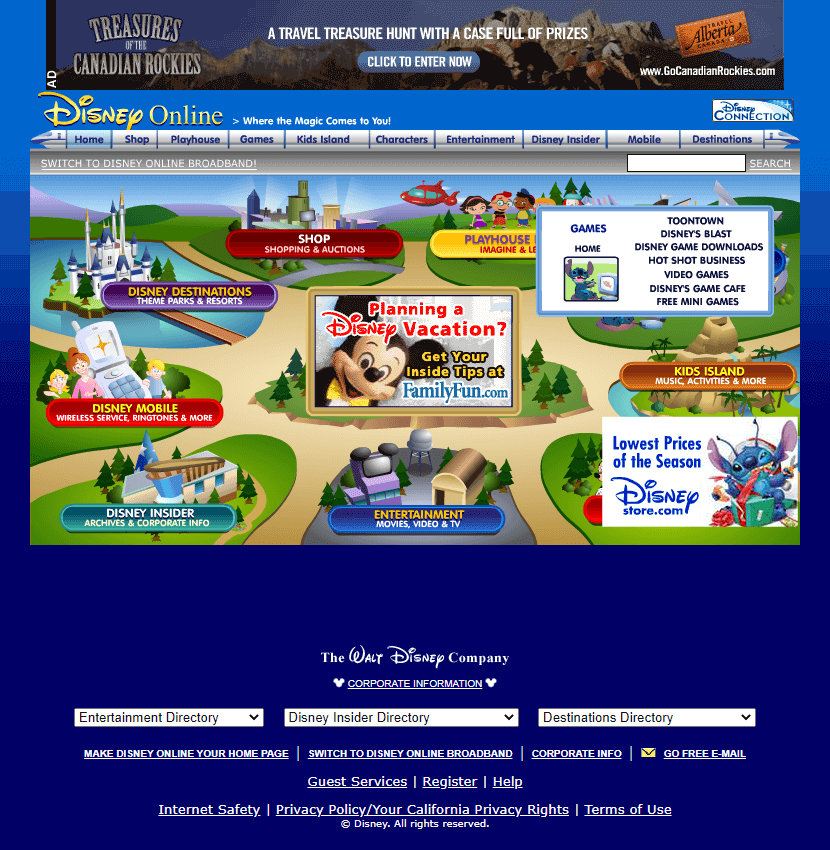 TREASURES
OF THE
CANADIAN ROCKIES
A TRAVEL TREASURE HUNT WITH A CASE FULL OF PRIZES
CLICK TO ENTER NOW
TRAVEL
Alberta
CANADA
www.GoCanadianRockies.com
AD
Disney Online
> Where the Magic Comes to You!
Disney
CONNECTION
Home Shop Playhouse Games Kids Island Characters Entertainment Disney Insider Mobile Destinations
SWITCH TO DISNEY ONLINE BROADBAND!
SEARCH
SHOP
SHOPPING & AUCTIONS
PLAYHOUSE
IMAGINE & LE
GAMES
HOME
TOONTOWN
DISNEY'S BLAST
DISNEY GAME DOWNLOADS
HOT SHOT BUSINESS
VIDEO GAMES
DISNEY'S GAME CAFE
FREE MINI GAMES
DISNEY DESTINATIONS
THEME PARKS & RESORTS
Planning a
Disney Vacation?
Get Your
Inside Tips at
FamilyFun.com
KIDS ISLAND
MUSIC, ACTIVITIES & MORE
DISNEY MOBILE
WIRELESS SERVICE, RINGTONES & MORE
Lowest Prices
of the Season
Disney
store.com
DISNEY INSIDER
ARCHIVES & CORPORATE INFO
ENTERTAINMENT
MOVIES, VIDEO & TV
The Walt Disney Company
CORPORATE INFORMATION
Entertainment Directory
Disney Insider Directory
Destinations Directory
MAKE DISNEY ONLINE YOUR HOME PAGE | SWITCH TO DISNEY ONLINE BROADBAND | CORPORATE INFO | GO FREE E-MAIL
Guest Services | Register | Help
Internet Safety | Privacy Policy/Your California Privacy Rights | Terms of Use
© Disney. All rights reserved.